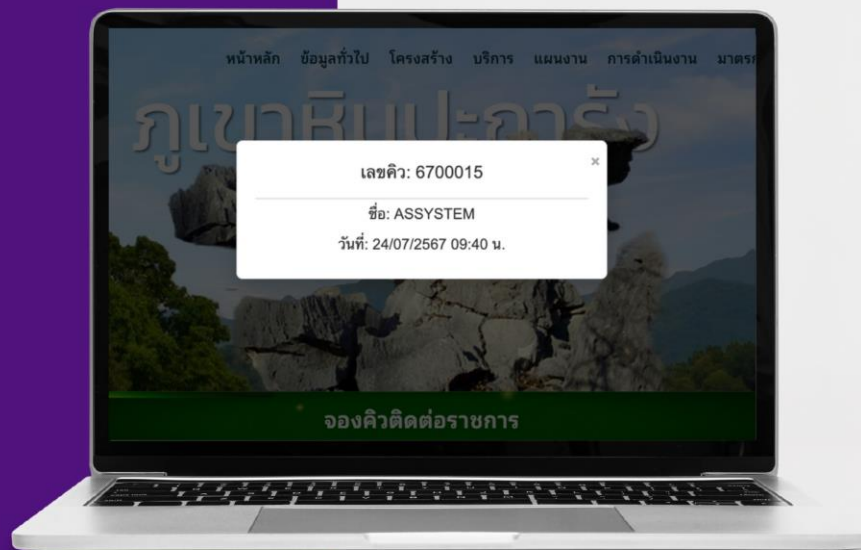 หน้าหลัก ข้อมูลทั่วไป โครงสร้าง บริการ แผนงาน การดำเนินงาน
ภูเขาหินปะการัง
เลขคิว: 6700015
×
ชื่อ: ASSYSTEM
วันที่: 24/07/2567 09:40 น.
จองคิวติดต่อราชการ